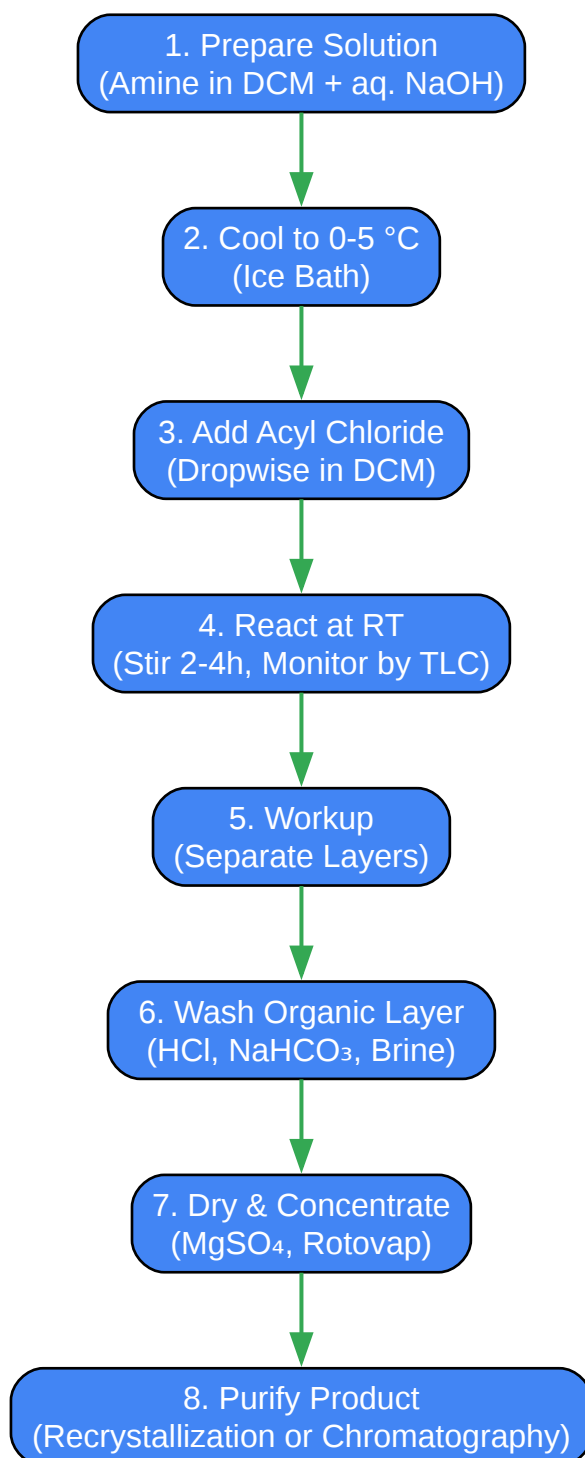 1. Prepare Solution
(Amine in DCM + aq. NaOH)
2. Cool to 0-5 °C
(Ice Bath)
3. Add Acyl Chloride
(Dropwise in DCM)
4. React at RT
(Stir 2-4h, Monitor by TLC)
5. Workup
(Separate Layers)
6. Wash Organic Layer
(HCl, NaHCO₃, Brine)
7. Dry & Concentrate
(MgSO₄, Rotovap)
8. Purify Product
(Recrystallization or Chromatography)